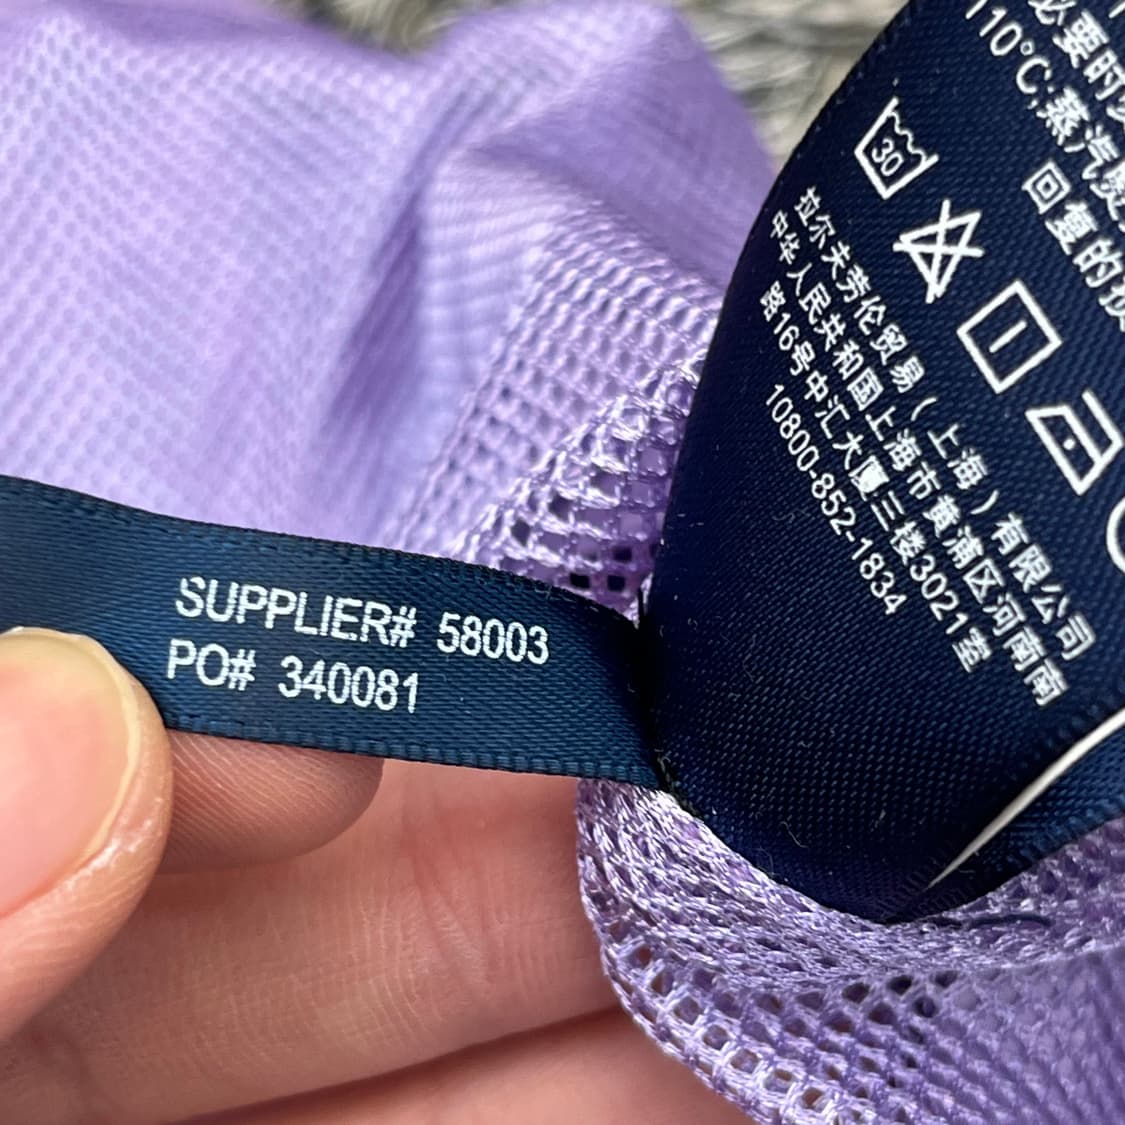 SUPPLIER# 58003
PO# 340081
必要时
110°C,蒸汽熨
回复的
30
拉尔夫劳伦贸易(上海)有限公司
中华人民共和国上海市黄浦区河南南
路16号中汇大厦三楼3021室
10800-852-1834